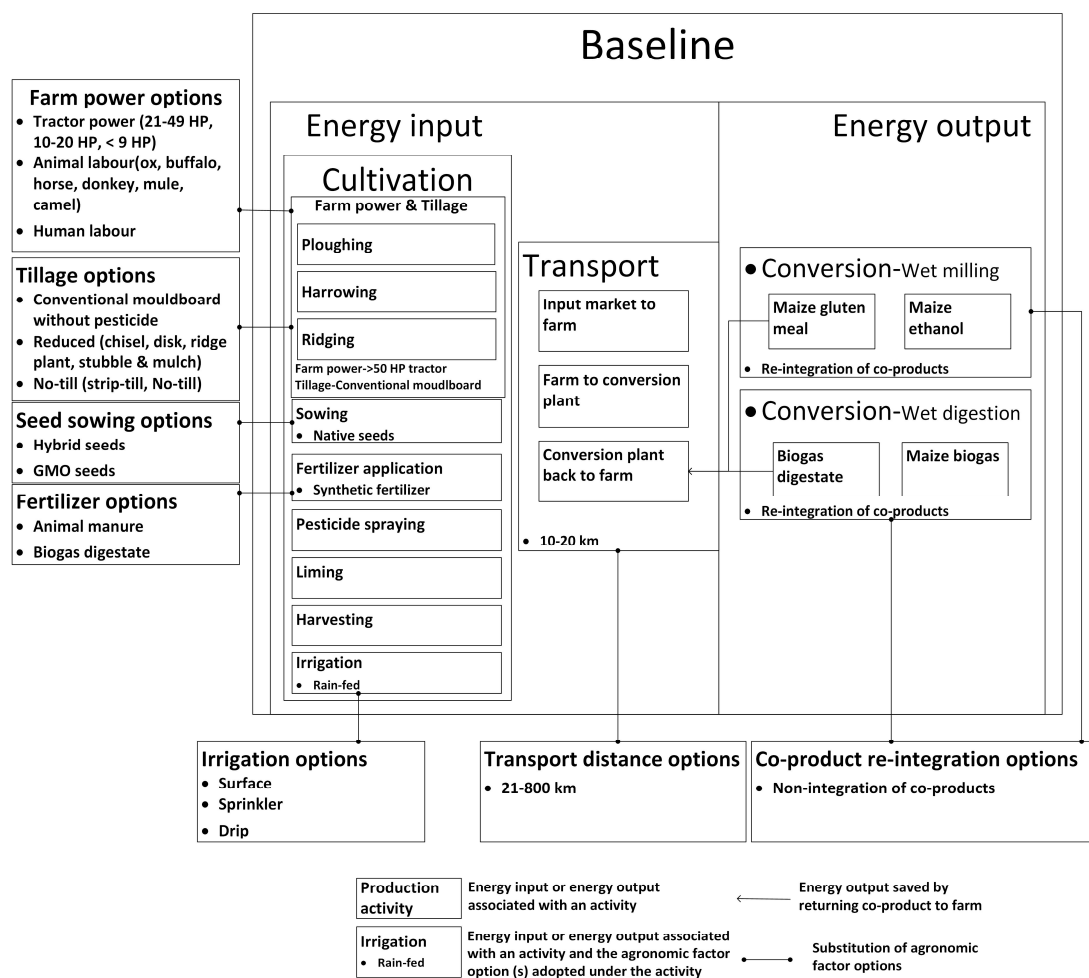 Baseline
Farm power options
• Tractor power (21-49 HP,
10-20 HP, < 9 HP)
• Animal labour(ox, buffalo,
horse, donkey, mule,
camel)
• Human labour
Tillage options
• Conventional mouldboard
without pesticide
• Reduced (chisel, disk, ridge
plant, stubble & mulch)
• No-till (strip-till, No-till)
Seed sowing options
• Hybrid seeds
• GMO seeds
Fertilizer options
• Animal manure
• Biogas digestate
Energy input
Cultivation
Farm power & Tillage
Ploughing
Harrowing
Ridging
Farm power->50 HP tractor
Tillage-Conventional moudlboard
Sowing
• Native seeds
Fertilizer application
• Synthetic fertilizer
Pesticide spraying
Liming
Harvesting
Irrigation
• Rain-fed
Transport
Input market to
farm
Farm to conversion
plant
Conversion plant
back to farm
• 10-20 km
Energy output
• Conversion-Wet milling
Maize gluten
meal
Maize
ethanol
• Re-integration of co-products
• Conversion-Wet digestion
Biogas
digestate
Maize biogas
• Re-integration of co-products
Irrigation options
• Surface
• Sprinkler
• Drip
Transport distance options
• 21-800 km
Co-product re-integration options
• Non-integration of co-products
Production
activity
Energy input or energy output
associated with an activity
Energy output saved by
returning co-product to farm
Irrigation
• Rain-fed
Energy input or energy output associated
with an activity and the agronomic factor
option (s) adopted under the activity
Substitution of agronomic
factor options